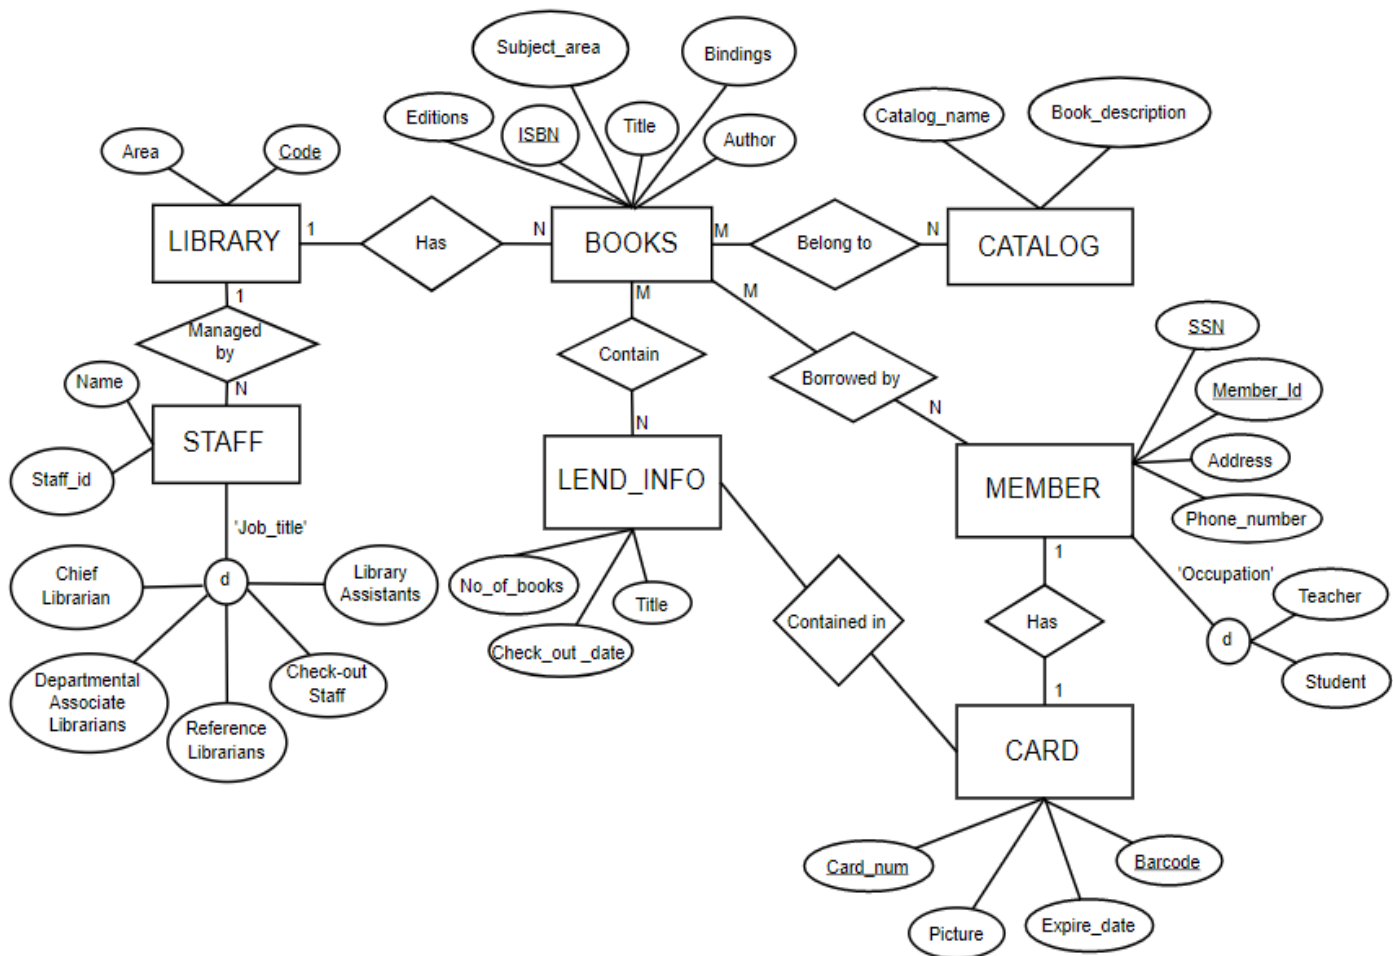 Subject_area
Bindings
Editions
ISBN
Title
Author
Catalog_name
Book_description
Area
Code
LIBRARY
1
Has
N
BOOKS
M
Belong to
N
CATALOG
1
Managed
by
N
M
Contain
N
M
Borrowed by
N
SSN
Member_Id
Address
Phone_number
Name
Staff_id
STAFF
LEND_INFO
MEMBER
'Job_title'
d
Chief
Librarian
Library
Assistants
Departmental
Associate
Librarians
Reference
Librarians
Check-out
Staff
No_of_books
Check_out _date
Title
Contained in
1
Has
1
'Occupation'
d
Teacher
Student
CARD
Card_num
Barcode
Picture
Expire_date